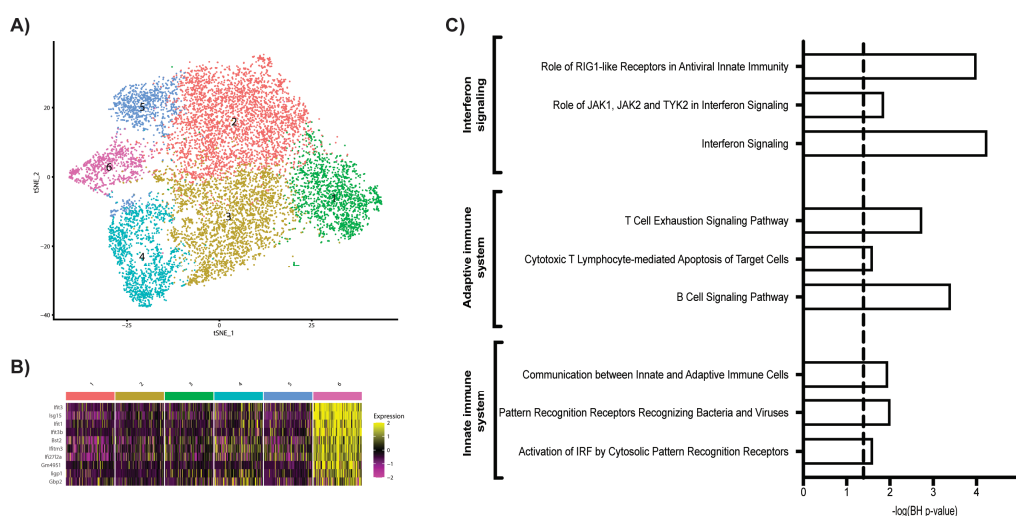 A)
20
0
−20
−40
−25
0
25
tSNE_2
tSNE_1
5
2
6
3
4
B)
1
2
3
4
5
6
Ifit3
Isg15
Ifit1
Ifit3b
Bst2
Ifitm3
Ifi27l2a
Gm4951
Iigp1
Gbp2
Expression
2
1
0
−1
−2
C)
Interferon
signaling
Role of RIG1-like Receptors in Antiviral Innate Immunity
Role of JAK1, JAK2 and TYK2 in Interferon Signaling
Interferon Signaling
Adaptive immune
system
T Cell Exhaustion Signaling Pathway
Cytotoxic T Lymphocyte-mediated Apoptosis of Target Cells
B Cell Signaling Pathway
Innate immune
system
Communication between Innate and Adaptive Immune Cells
Pattern Recognition Receptors Recognizing Bacteria and Viruses
Activation of IRF by Cytosolic Pattern Recognition Receptors
0
1
2
3
4
-log(BH p-value)